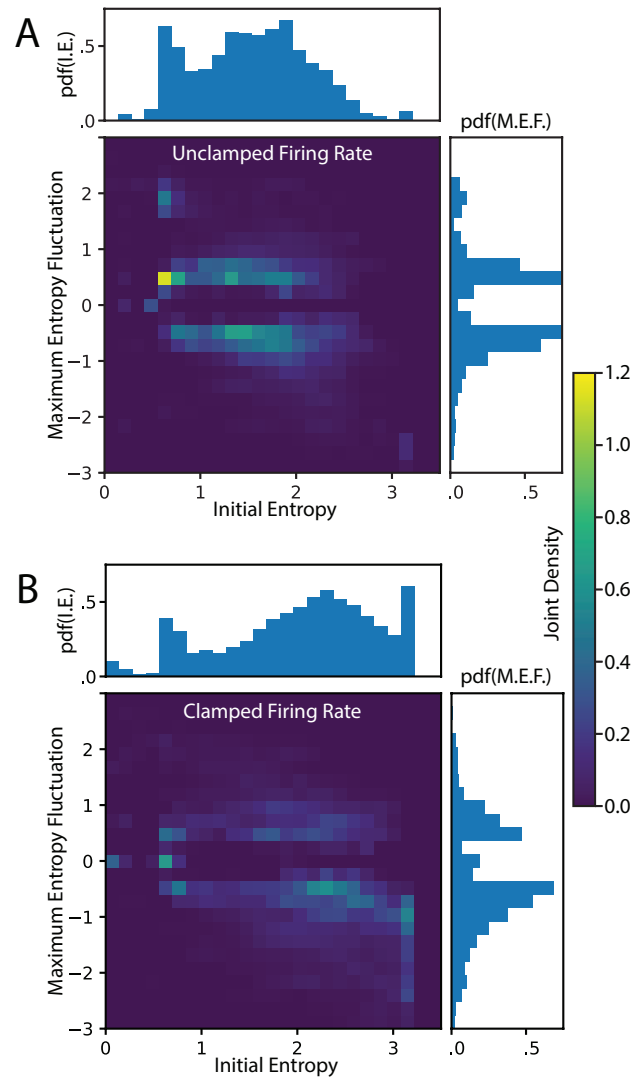 A
pdf(I.E.)
.5
.0
Unclamped Firing Rate
pdf(M.E.F.)
Maximum Entropy Fluctuation
2
1
0
−1
−2
−3
0 1 2 3
Initial Entropy
.0 .5
1.2
1.0
0.8
0.6
0.4
0.2
0.0
Joint Density
B
pdf(I.E.)
.5
.0
Clamped Firing Rate
pdf(M.E.F.)
Maximum Entropy Fluctuation
2
1
0
−1
−2
−3
0 1 2 3
Initial Entropy
.0 .5